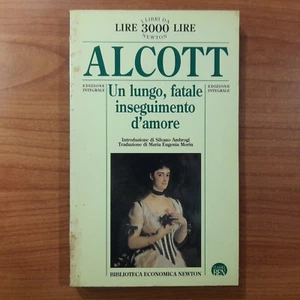 I LIBRI DA
LIRE 3000 LIRE
NEWTON
ALCOTT
EDIZIONE
INTEGRALE
Un lungo, fatale
inseguimento
d'amore
EDIZIONE
INTEGRALE
Introduzione di Silvano Ambrogi
Traduzione di Maria Eugenia Morin
BIBLIOTECA ECONOMICA NEWTON
BEN